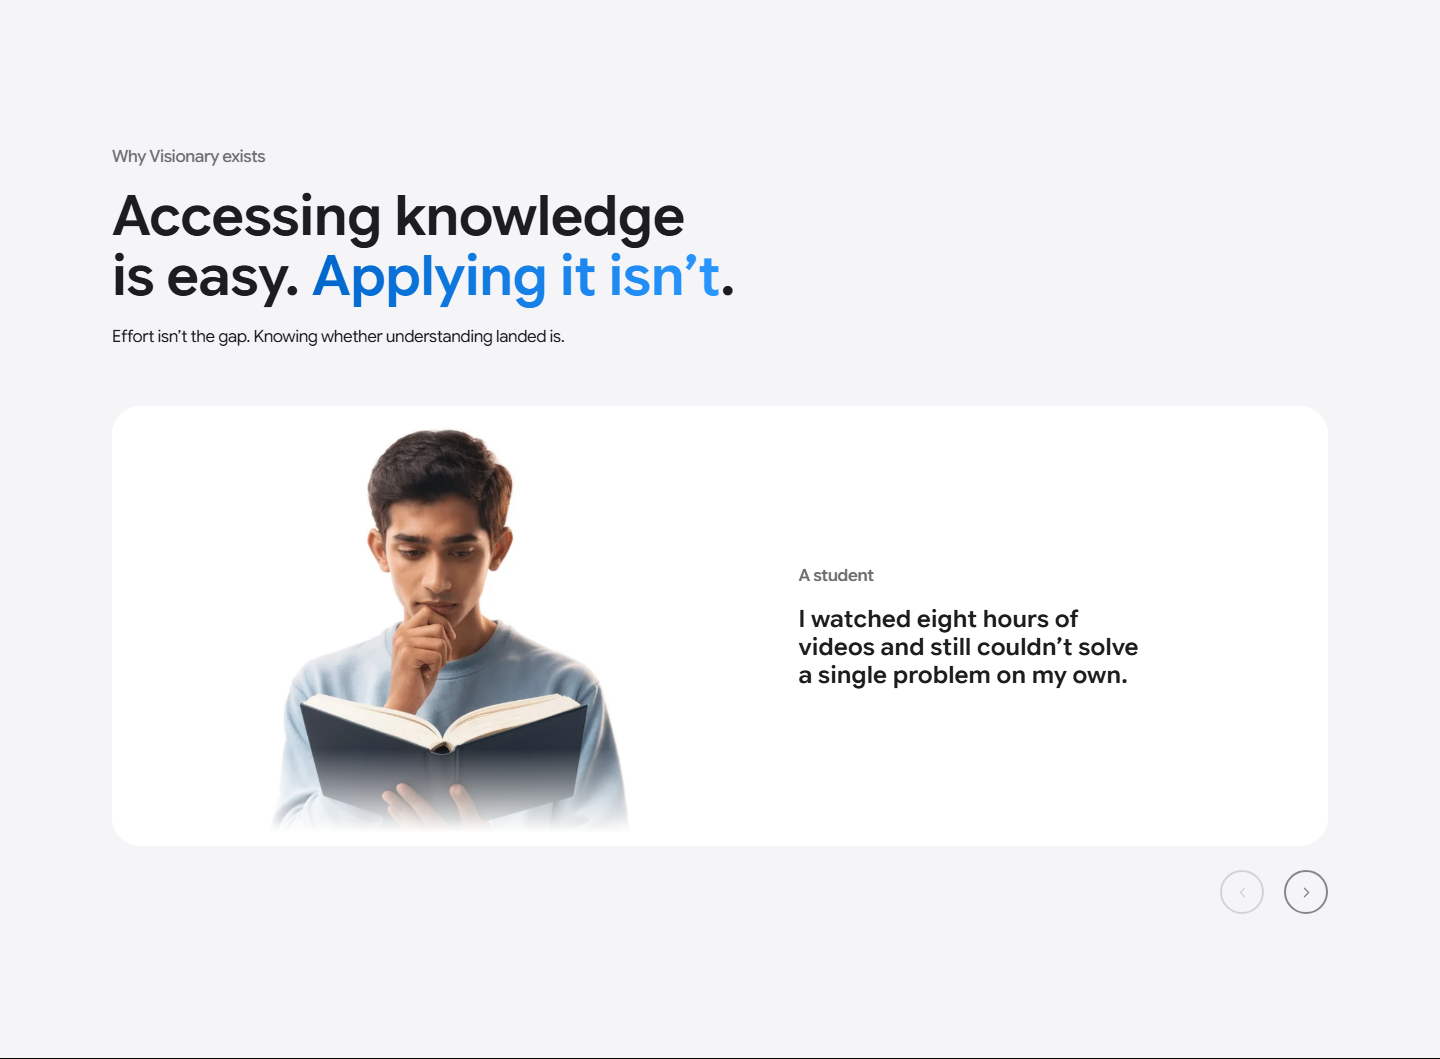 Why Visionary exists
Accessing knowledge
is easy. Applying it isn’t.
Effort isn’t the gap. Knowing whether understanding landed is.
A student
I watched eight hours of
videos and still couldn’t solve
a single problem on my own.